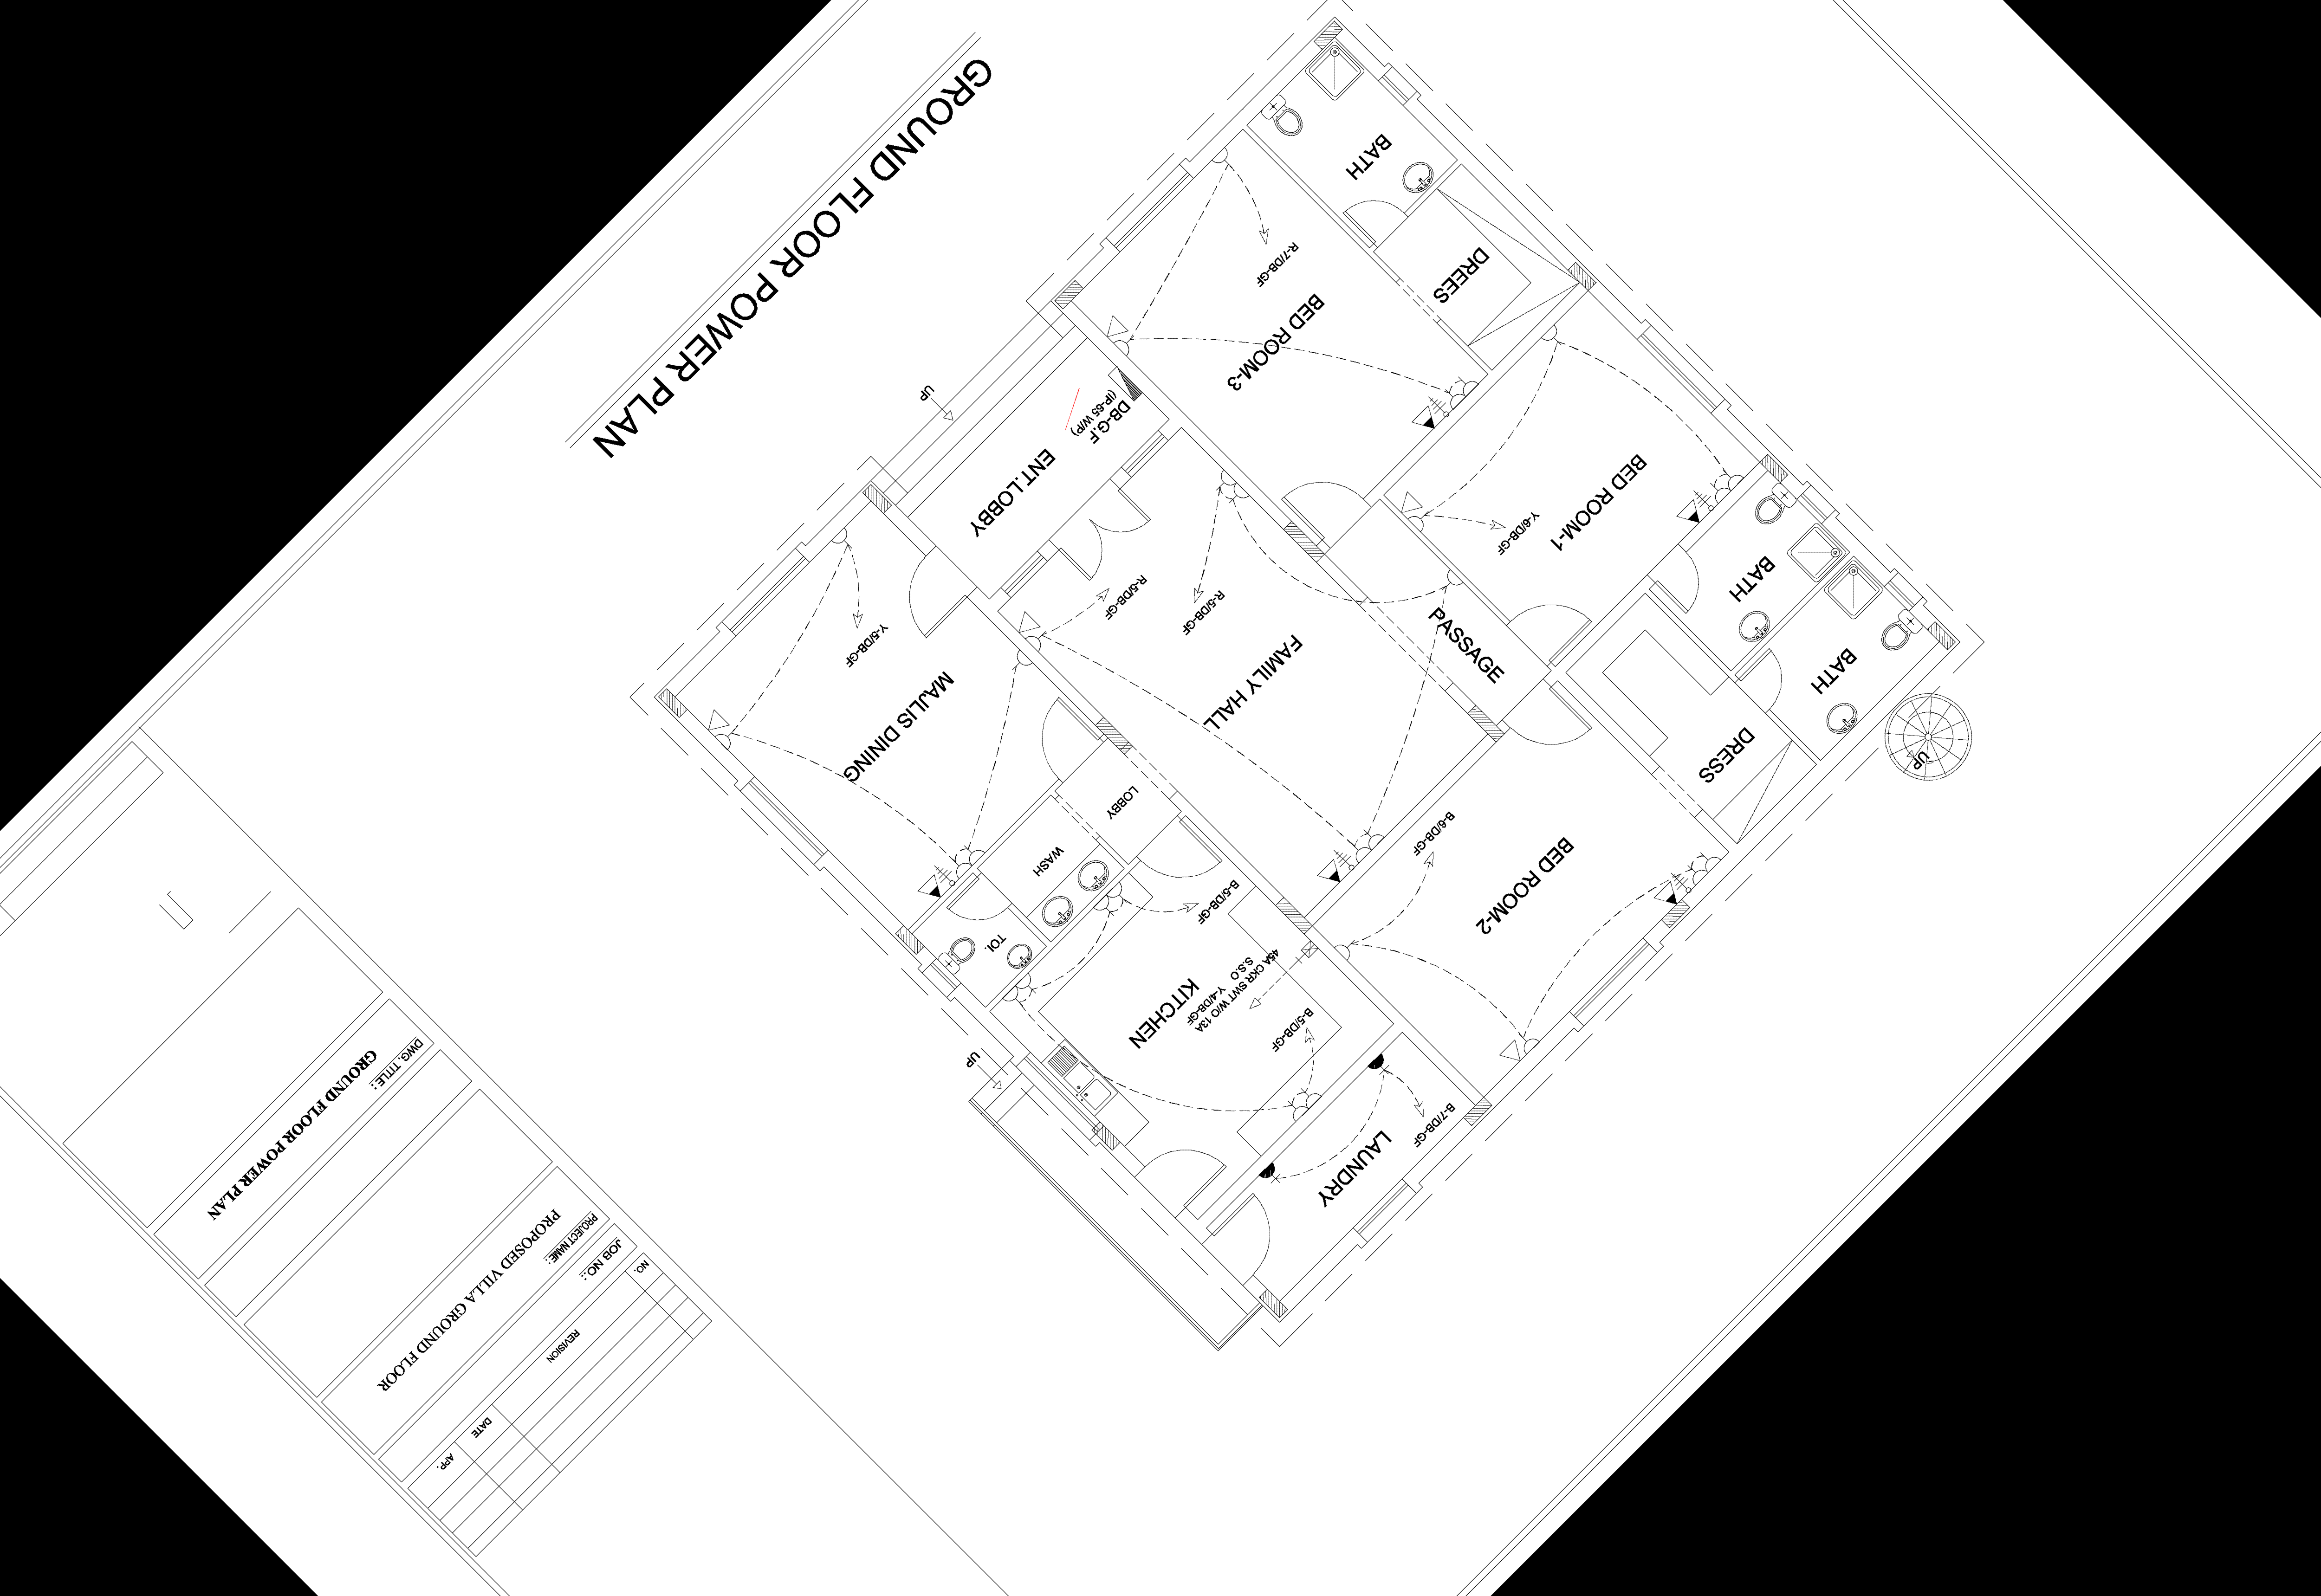 GROUND FLOOR POWER PLAN
BATH
DREES
R-7/DB-GF
BED ROOM-3
UP
DB-G.F
(IP-65 W/P)
ENT.LOBBY
BED ROOM-1
Y-6/DB-GF
BATH
BATH
UP
DRESS
PASSAGE
R-5/DB-GF
R-5/DB-GF
FAMILY HALL
Y-5/DB-GF
MAJLIS DINING
LOBBY
WASH
TOI.
B-6/DB-GF
BED ROOM-2
B-5/DB-GF
45A CKR SWT W/O 13A
S.S.O
Y-4/DB-GF
KITCHEN
B-5/DB-GF
UP
B-7/DB-GF
LAUNDRY
DWG. TITLE :
GROUND FLOOR POWER PLAN
PROJECT NAME :
PROPOSED VILLA GROUND FLOOR
JOB NO. :
NO.
REVISION
DATE
APP.